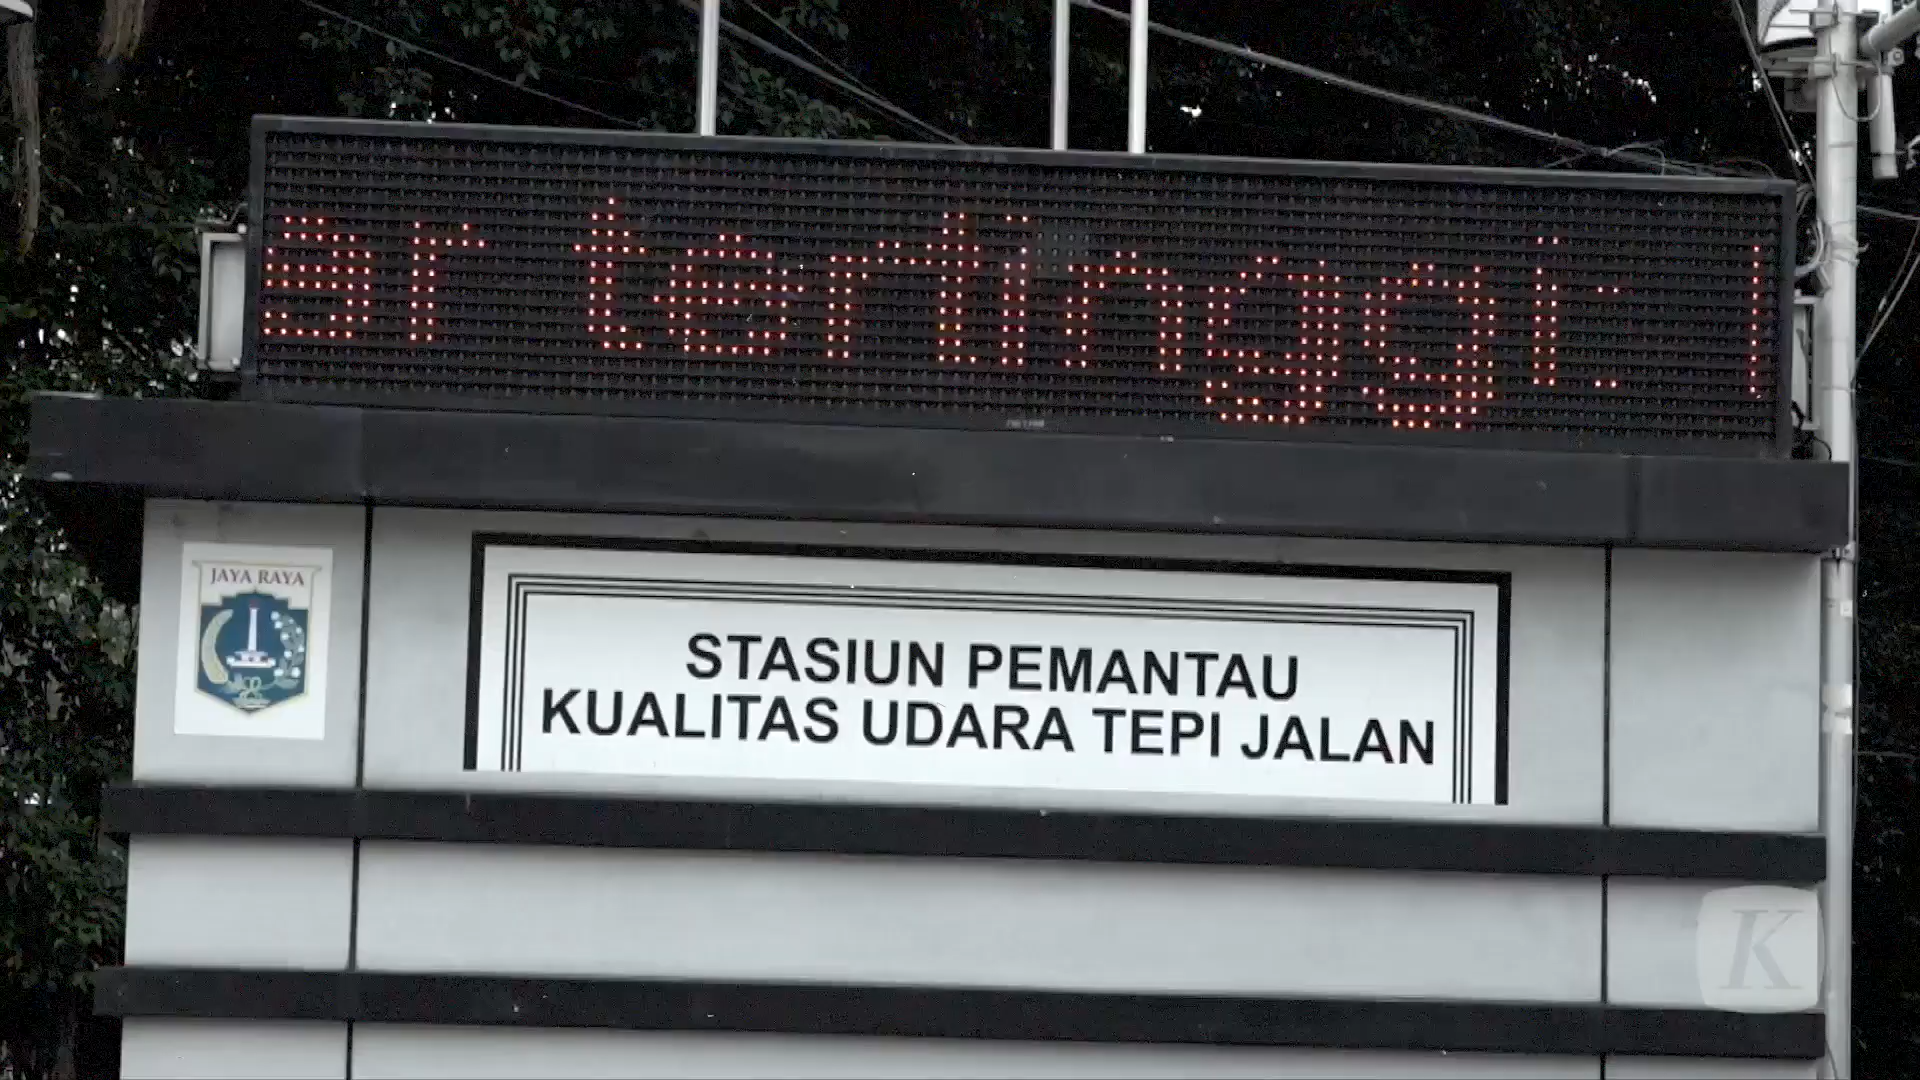 ar tertinggi: 
JAYA RAYA
STASIUN PEMANTAU
KUALITAS UDARA TEPI JALAN
K